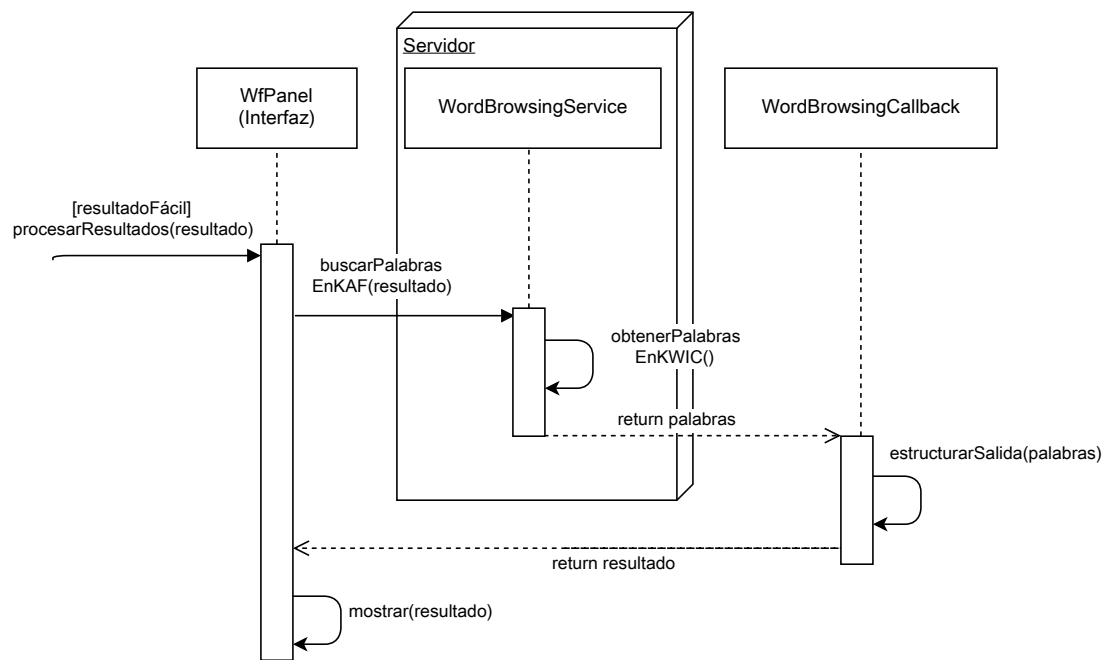 Servidor
WfPanel
(Interfaz)
WordBrowsingService
WordBrowsingCallback
[resultadoFácil]
procesarResultados(resultado)
buscarPalabras
EnKAF(resultado)
obtenerPalabras
EnKWIC()
return palabras
estructurarSalida(palabras)
return resultado
mostrar(resultado)